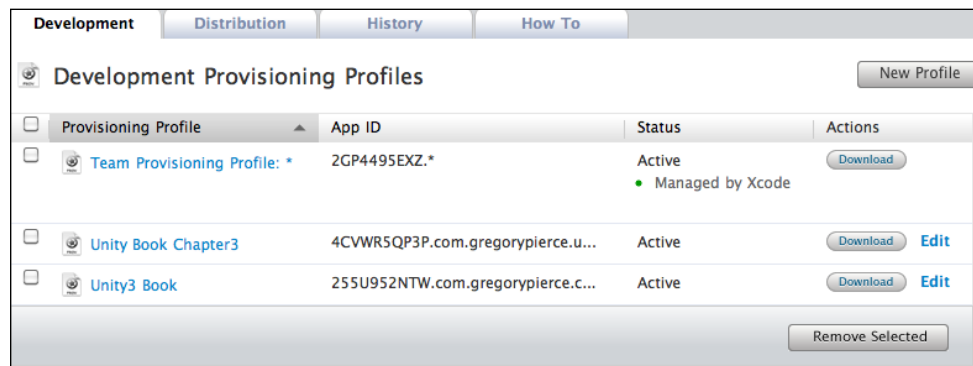 Development Distribution History How To
Development Provisioning Profiles New Profile
Provisioning Profile App ID Status Actions
Team Provisioning Profile: * 2GP4495EXZ.* Active Download
• Managed by Xcode
Unity Book Chapter3 4CVWR5QP3P.com.gregorypierce.u... Active Download Edit
Unity3 Book 255U952NTW.com.gregorypierce.c... Active Download Edit
Remove Selected